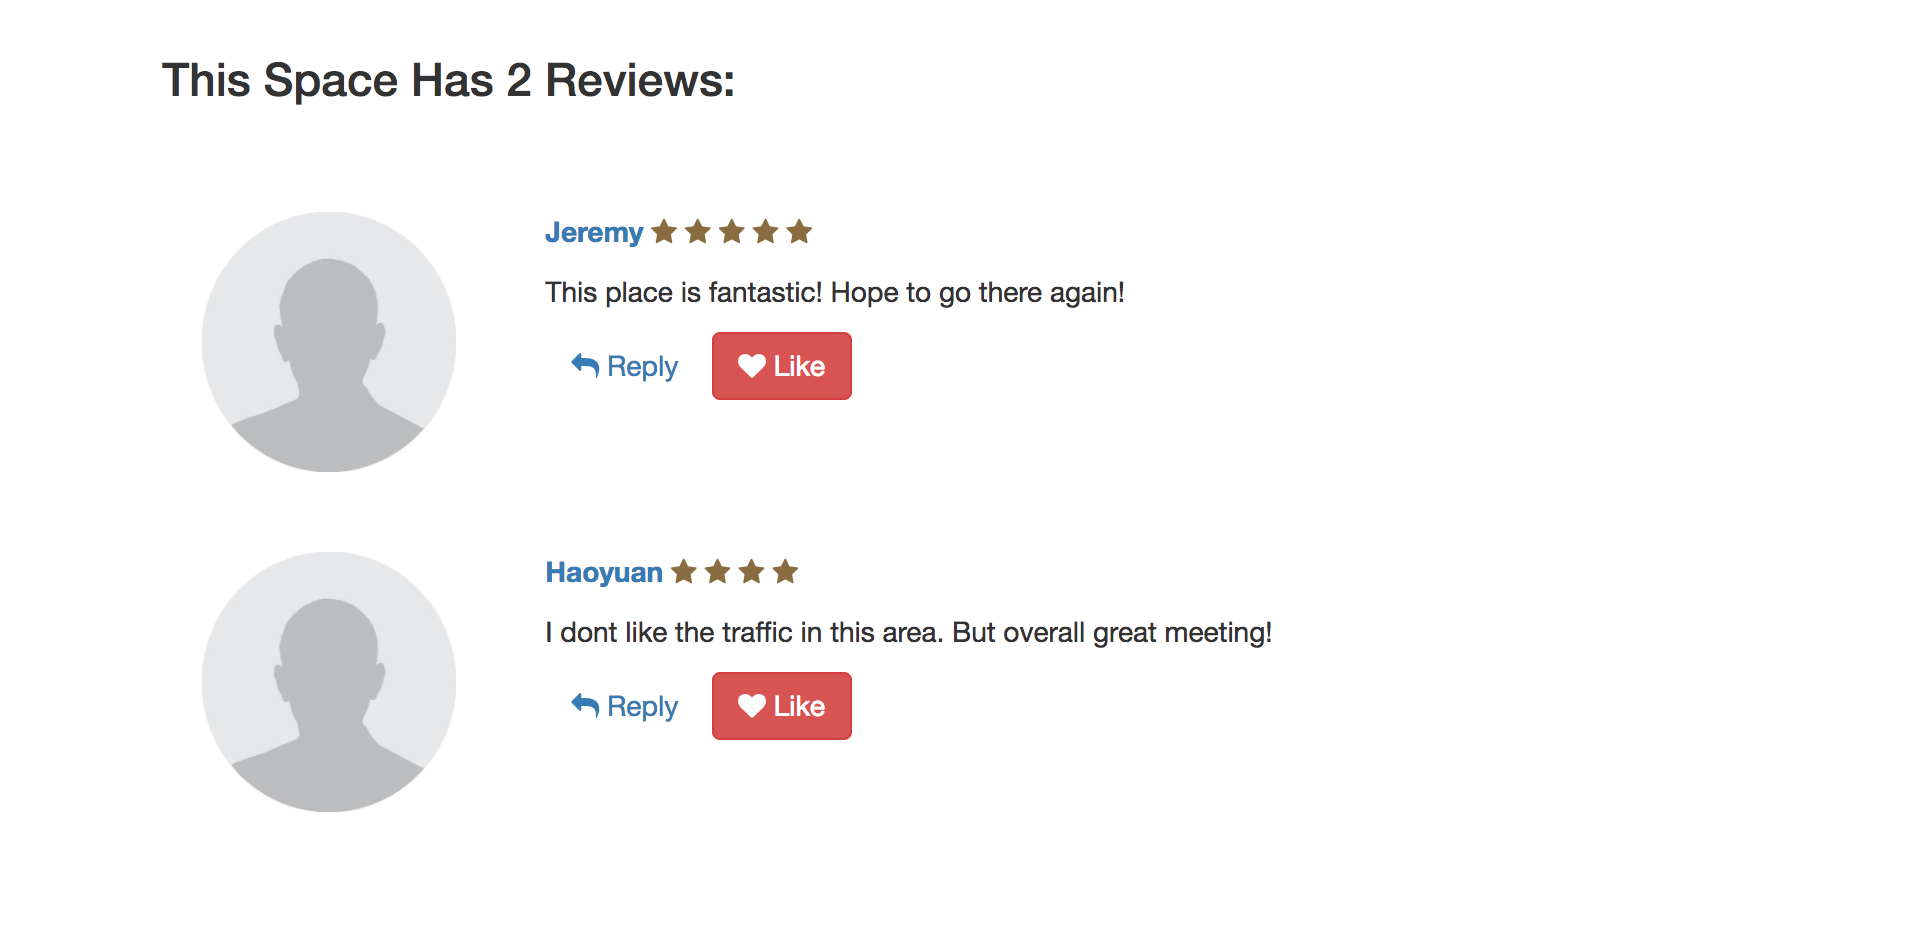 This Space Has 2 Reviews:
Jeremy
This place is fantastic! Hope to go there again!
Reply Like
Haoyuan
I dont like the traffic in this area. But overall great meeting!
Reply Like